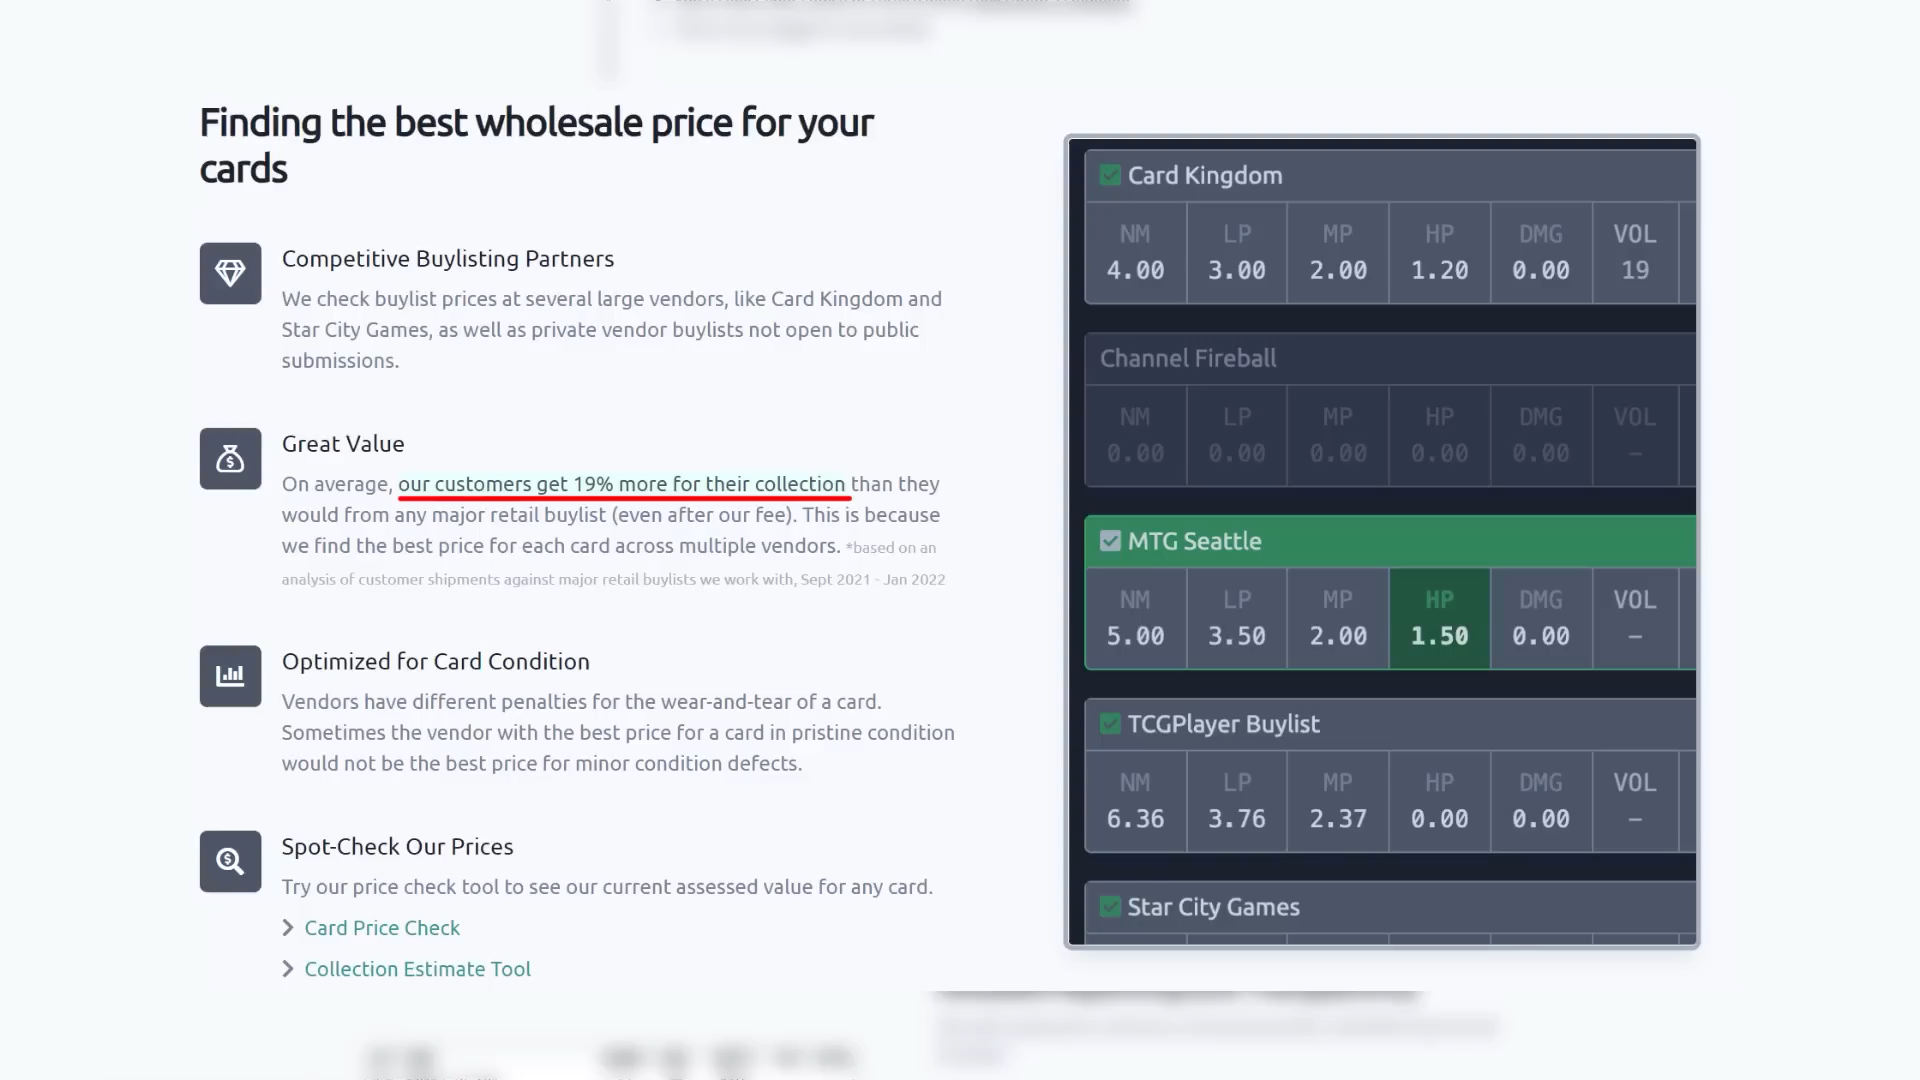 Finding the best wholesale price for your
cards
Competitive Buylisting Partners
We check buylist prices at several large vendors, like Card Kingdom and
Star City Games, as well as private vendor buylists not open to public
submissions.
Great Value
On average, our customers get 19% more for their collection than they
would from any major retail buylist (even after our fee). This is because
we find the best price for each card across multiple vendors. *based on an
analysis of customer shipments against major retail buylists we work with, Sept 2021 - Jan 2022
Optimized for Card Condition
Vendors have different penalties for the wear-and-tear of a card.
Sometimes the vendor with the best price for a card in pristine condition
would not be the best price for minor condition defects.
Spot-Check Our Prices
Try our price check tool to see our current assessed value for any card.
Card Price Check
Collection Estimate Tool
Card Kingdom
NM LP MP HP DMG VOL
4.00 3.00 2.00 1.20 0.00 19
Channel Fireball
NM LP MP HP DMG VOL
0.00 0.00 0.00 0.00 0.00 –
MTG Seattle
NM LP MP HP DMG VOL
5.00 3.50 2.00 1.50 0.00 –
TCGPlayer Buylist
NM LP MP HP DMG VOL
6.36 3.76 2.37 0.00 0.00 –
Star City Games